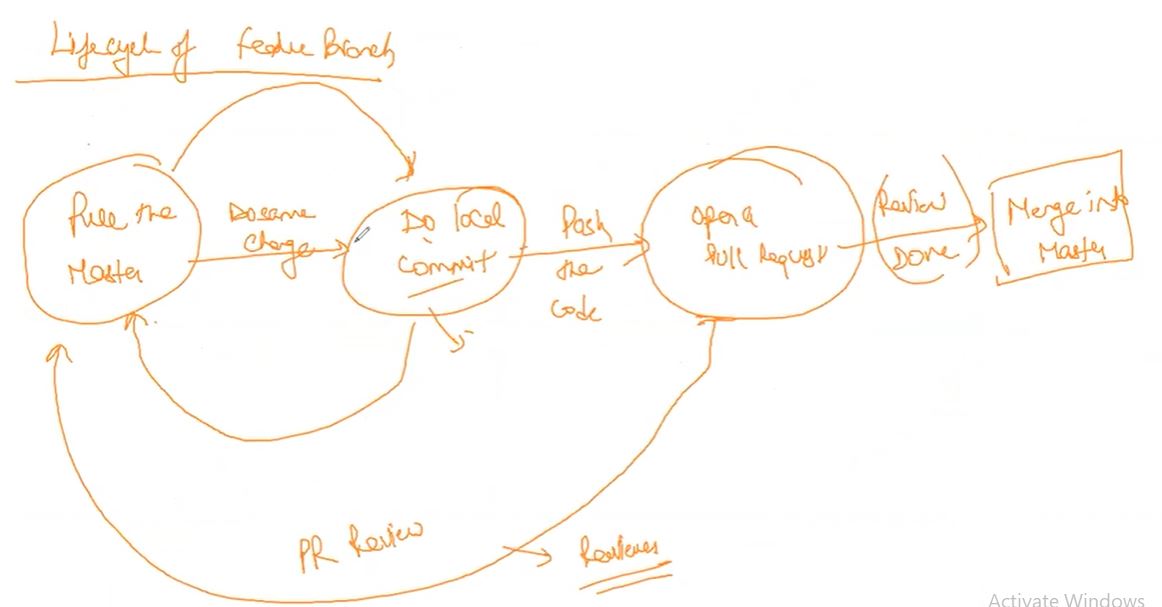 Lifecycle of Feature Branch
Pull the
Master
Do some
Change
Do local
Commit
Push
the
Code
Open a
Pull Request
Review
Done
Merge into
Master
PR Review
Reviewer
Activate Windows